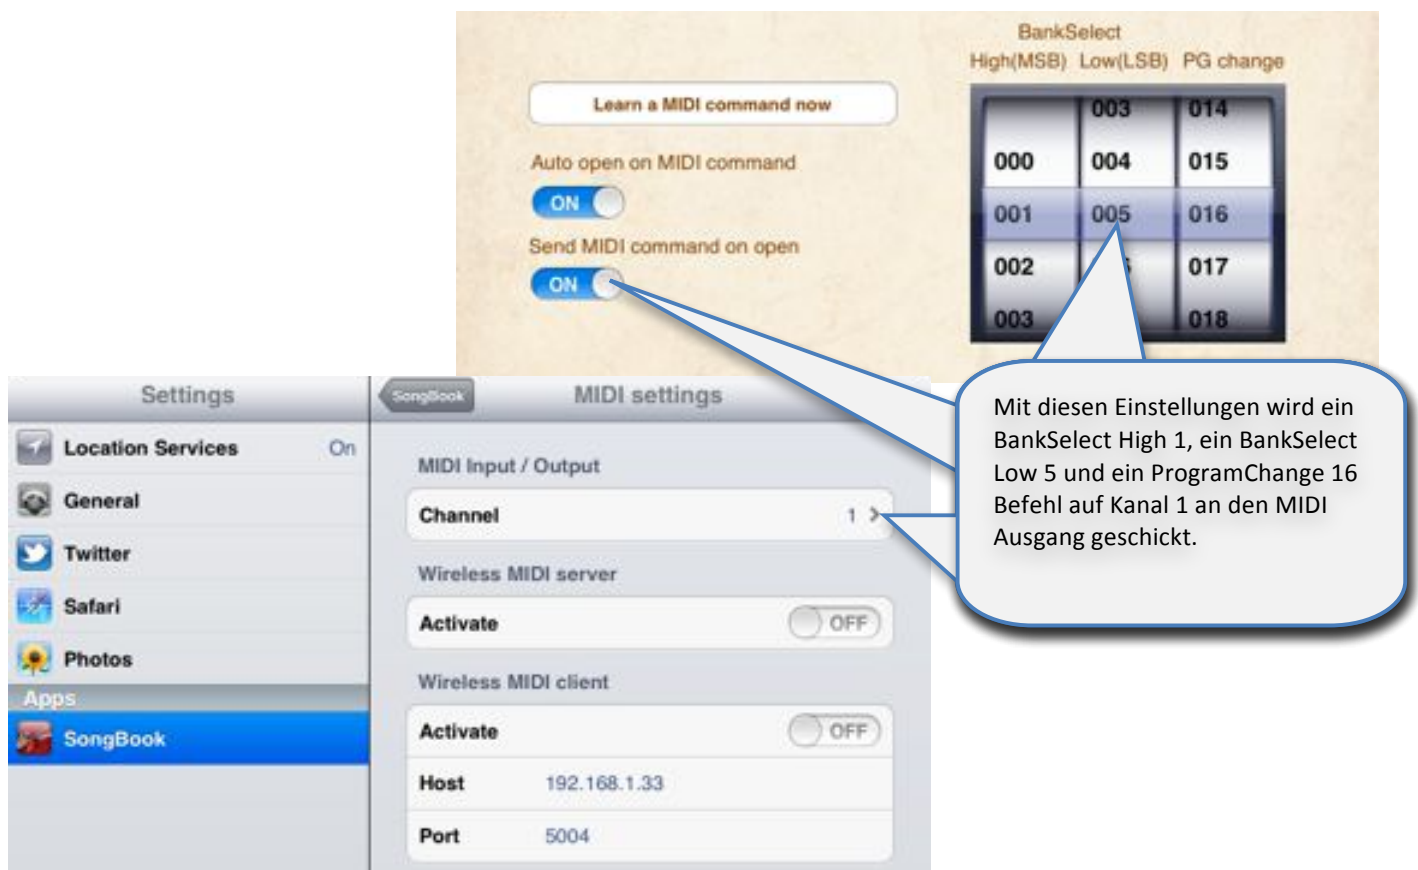 BankSelect
High(MSB) Low(LSB) PG change
Learn a MIDI command now
003 014
Auto open on MIDI command
000 004 015
ON
001 005 016
Send MIDI command on open
002 017
ON
003 018
Settings
SongBook
MIDI settings
Mit diesen Einstellungen wird ein
BankSelect High 1, ein BankSelect
Low 5 und ein ProgramChange 16
Befehl auf Kanal 1 an den MIDI
Ausgang geschickt.
Location Services On
General
Twitter
Safari
Photos
Apps
SongBook
MIDI Input / Output
Channel 1
Wireless MIDI server
Activate OFF
Wireless MIDI client
Activate OFF
Host 192.168.1.33
Port 5004